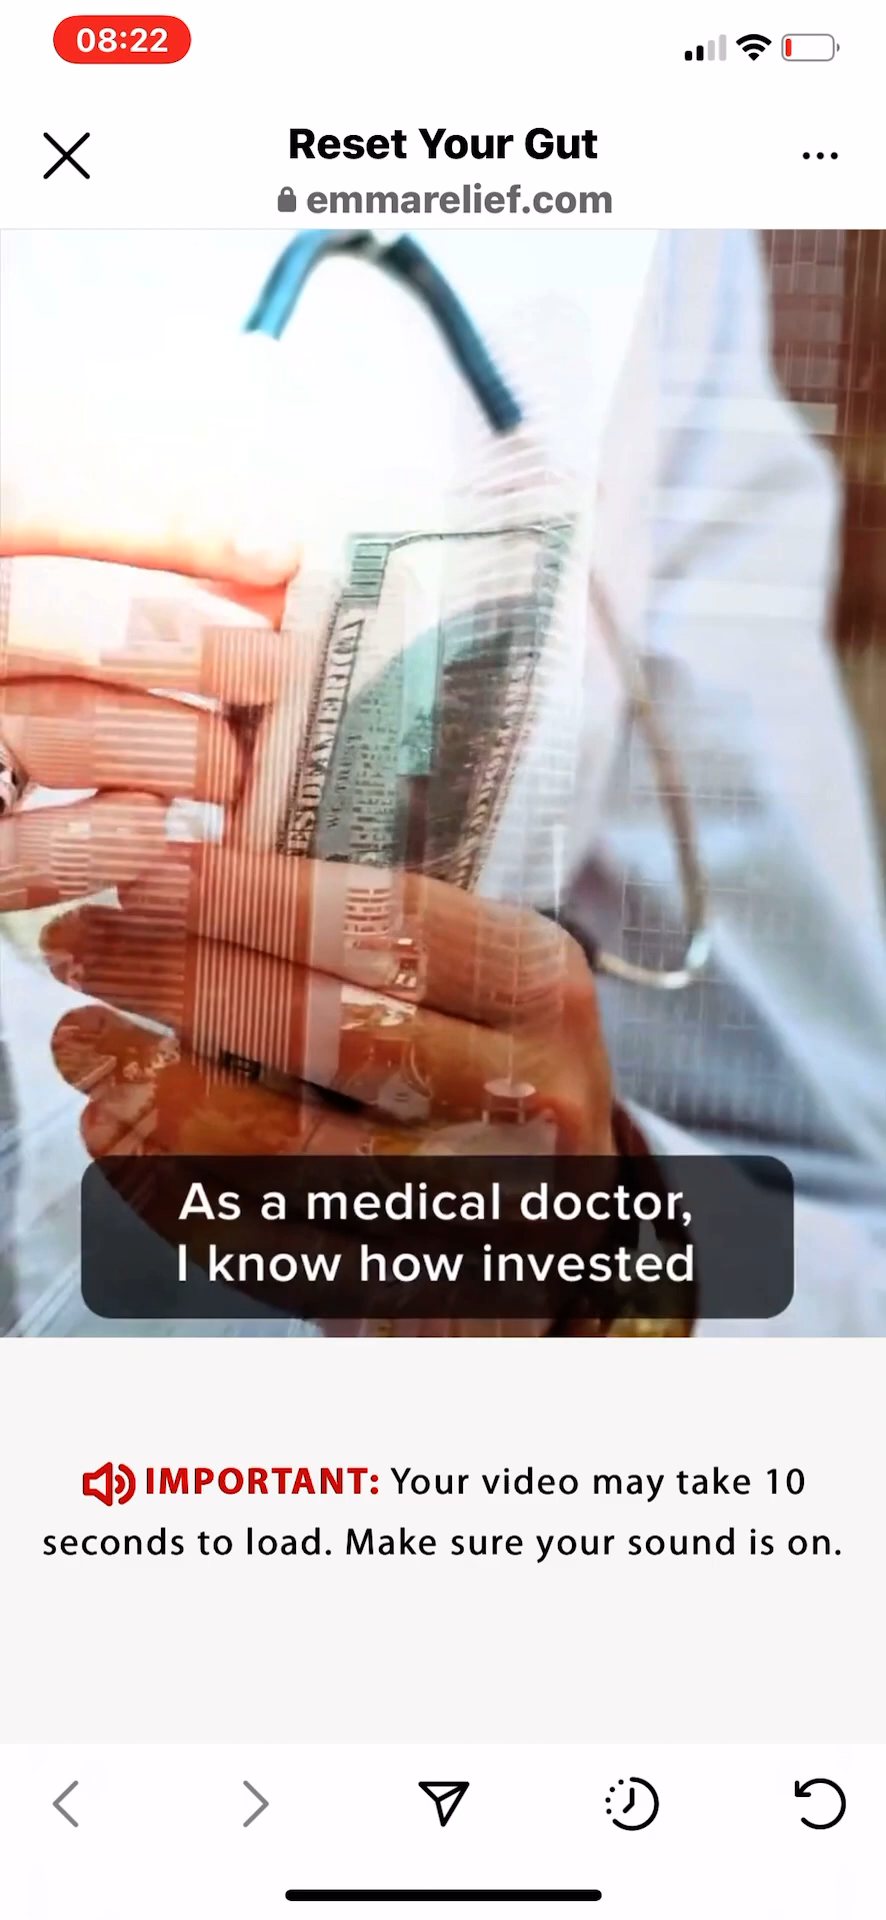 08:22
Reset Your Gut
emmarelief.com
As a medical doctor,
I know how invested
IMPORTANT: Your video may take 10
seconds to load. Make sure your sound is on.